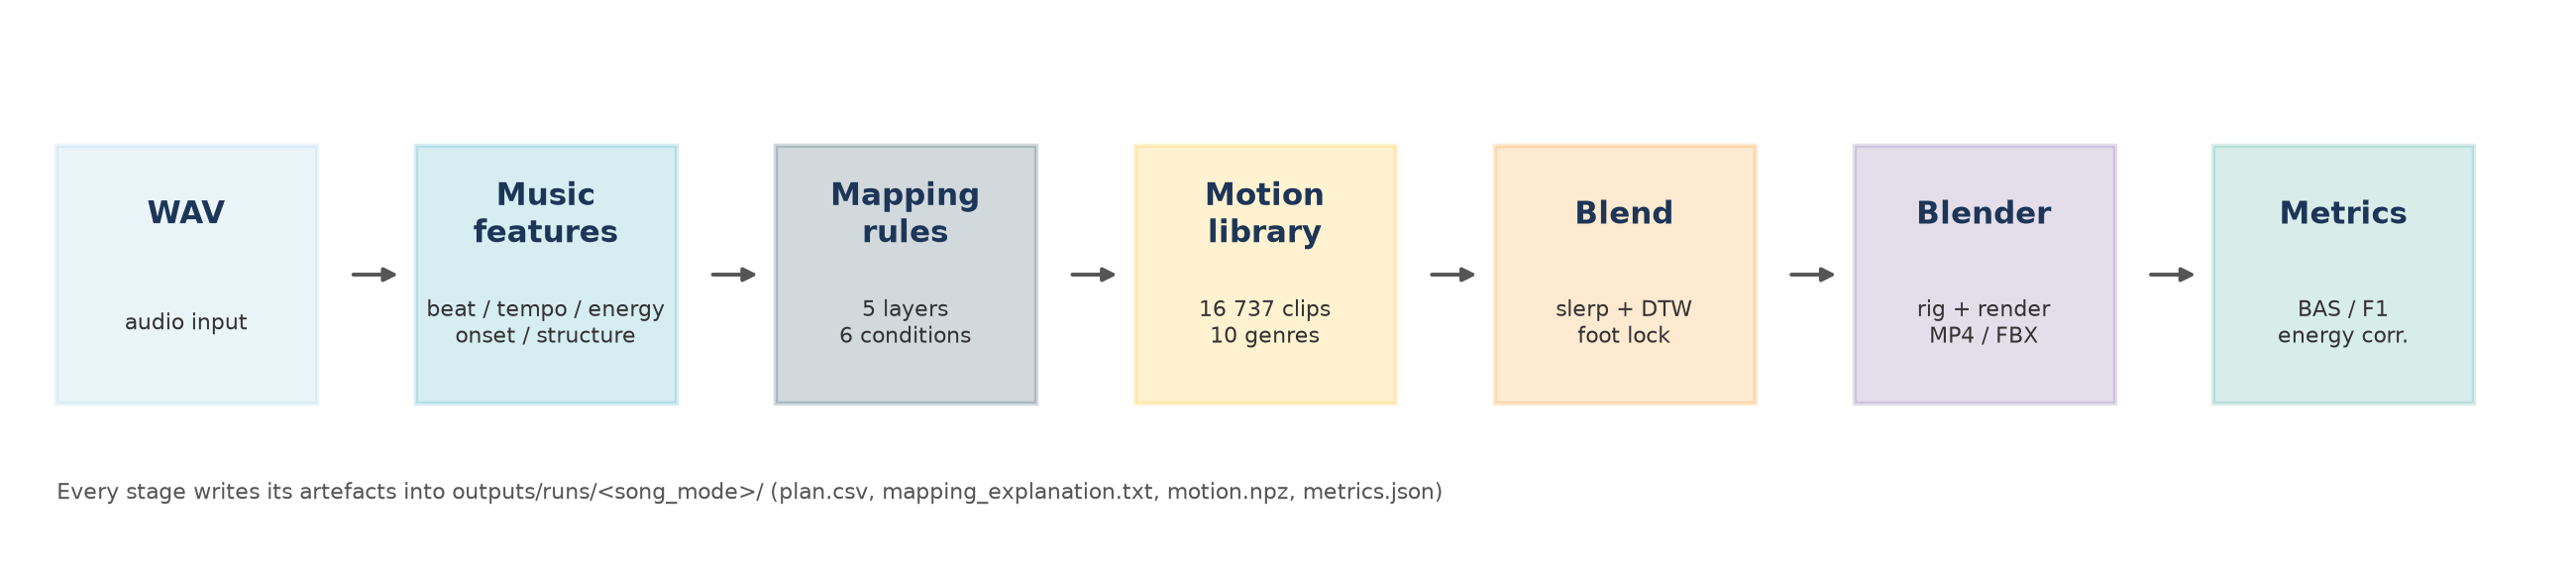 WAV
audio input
Music
features
beat / tempo / energy
onset / structure
Mapping
rules
5 layers
6 conditions
Motion
library
16 737 clips
10 genres
Blend
slerp + DTW
foot lock
Blender
rig + render
MP4 / FBX
Metrics
BAS / F1
energy corr.
Every stage writes its artefacts into outputs/runs/<song_mode>/ (plan.csv, mapping_explanation.txt, motion.npz, metrics.json)